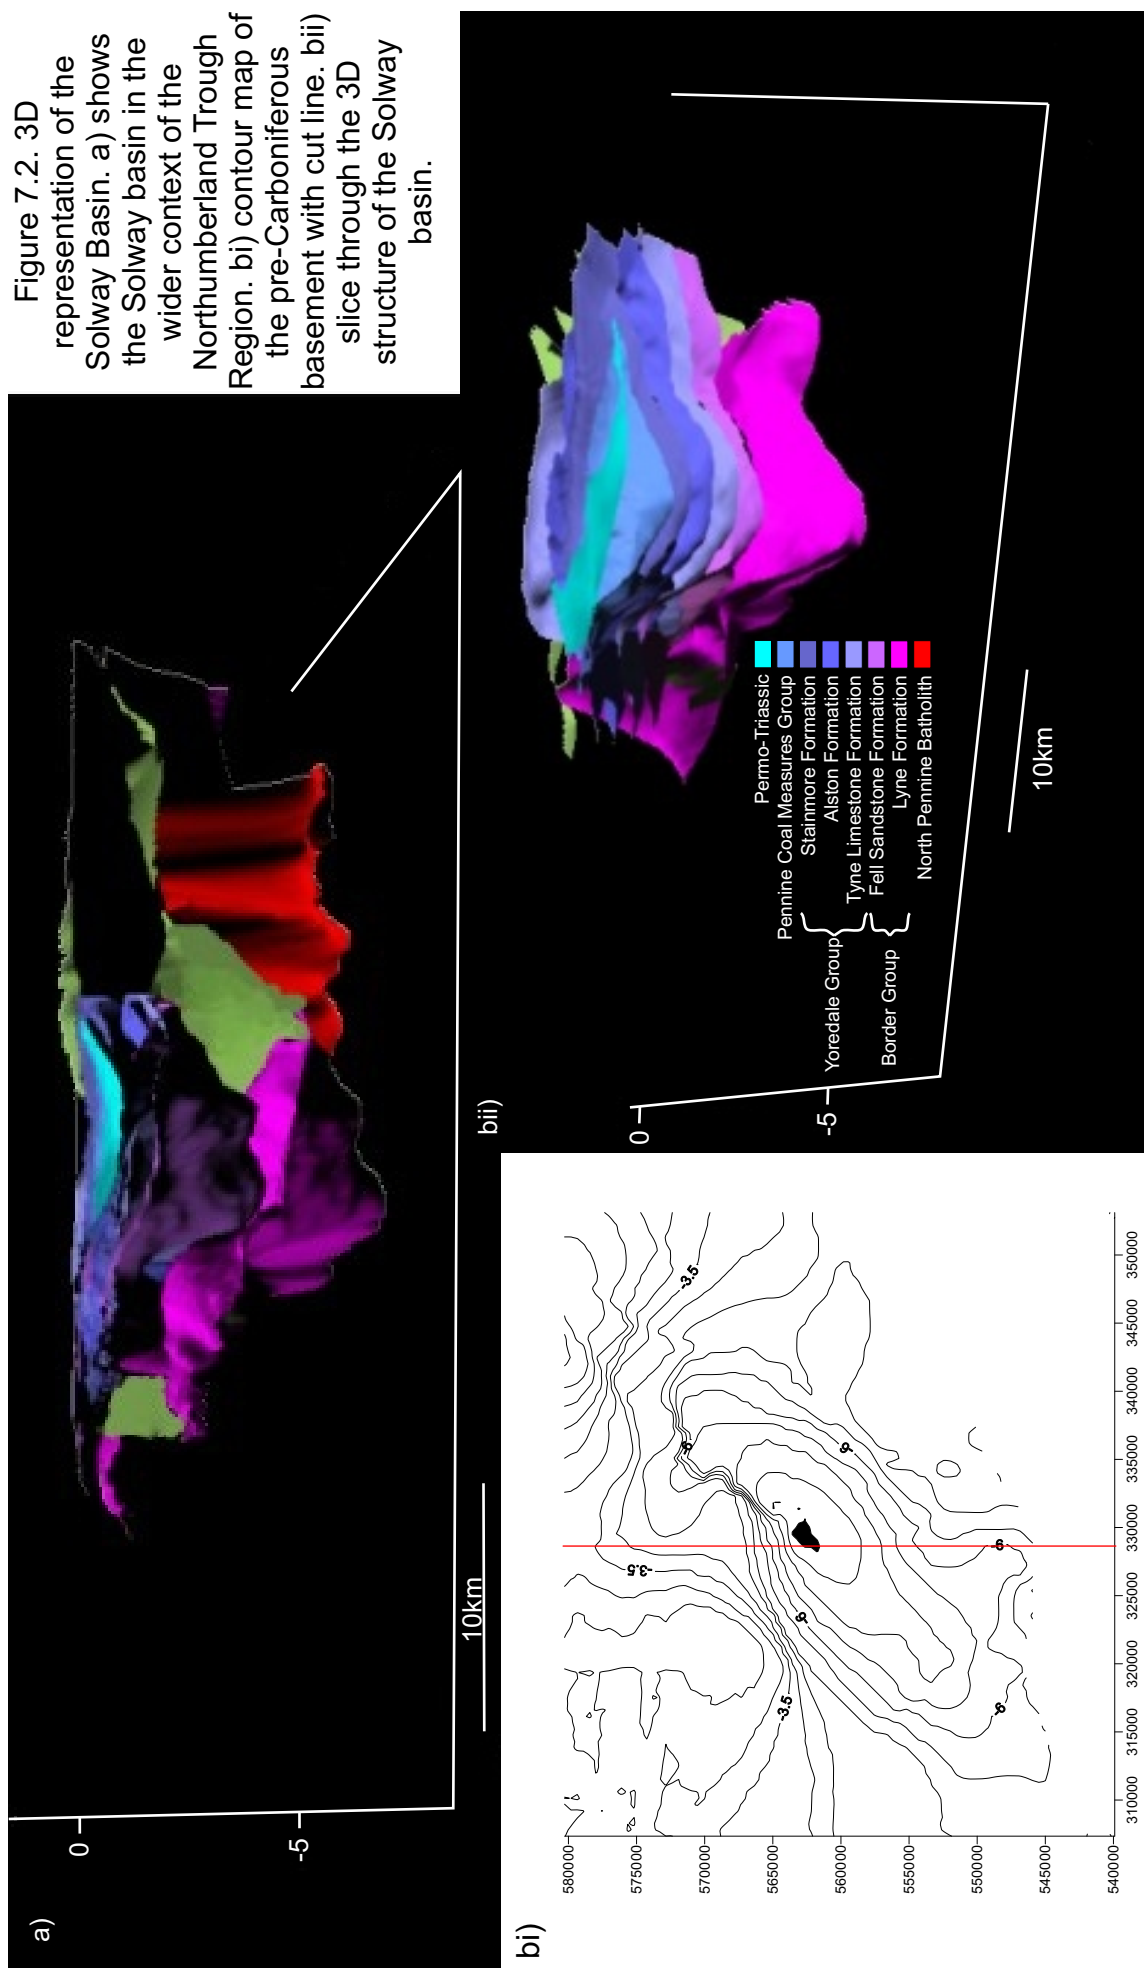 Figure 7.2. 3D
representation of the
Solway Basin. a) shows
the Solway basin in the
wider context of the
Northumberland Trough
Region. bi) contour map of
the pre-Carboniferous
basement with cut line. bii)
slice through the 3D
structure of the Solway
basin.
a)
0
-5
10km
bi)
580000
575000
570000
565000
560000
555000
550000
545000
540000
310000
315000
320000
325000
330000
335000
340000
345000
350000
-3.5
-3.5
-3.5
-6
-6
-6
-6
-6
bii)
0
-5
10km
Permo-Triassic
Pennine Coal Measures Group
Stainmore Formation
Alston Formation
Tyne Limestone Formation
Fell Sandstone Formation
Lyne Formation
North Pennine Batholith
Yoredale Group
Border Group